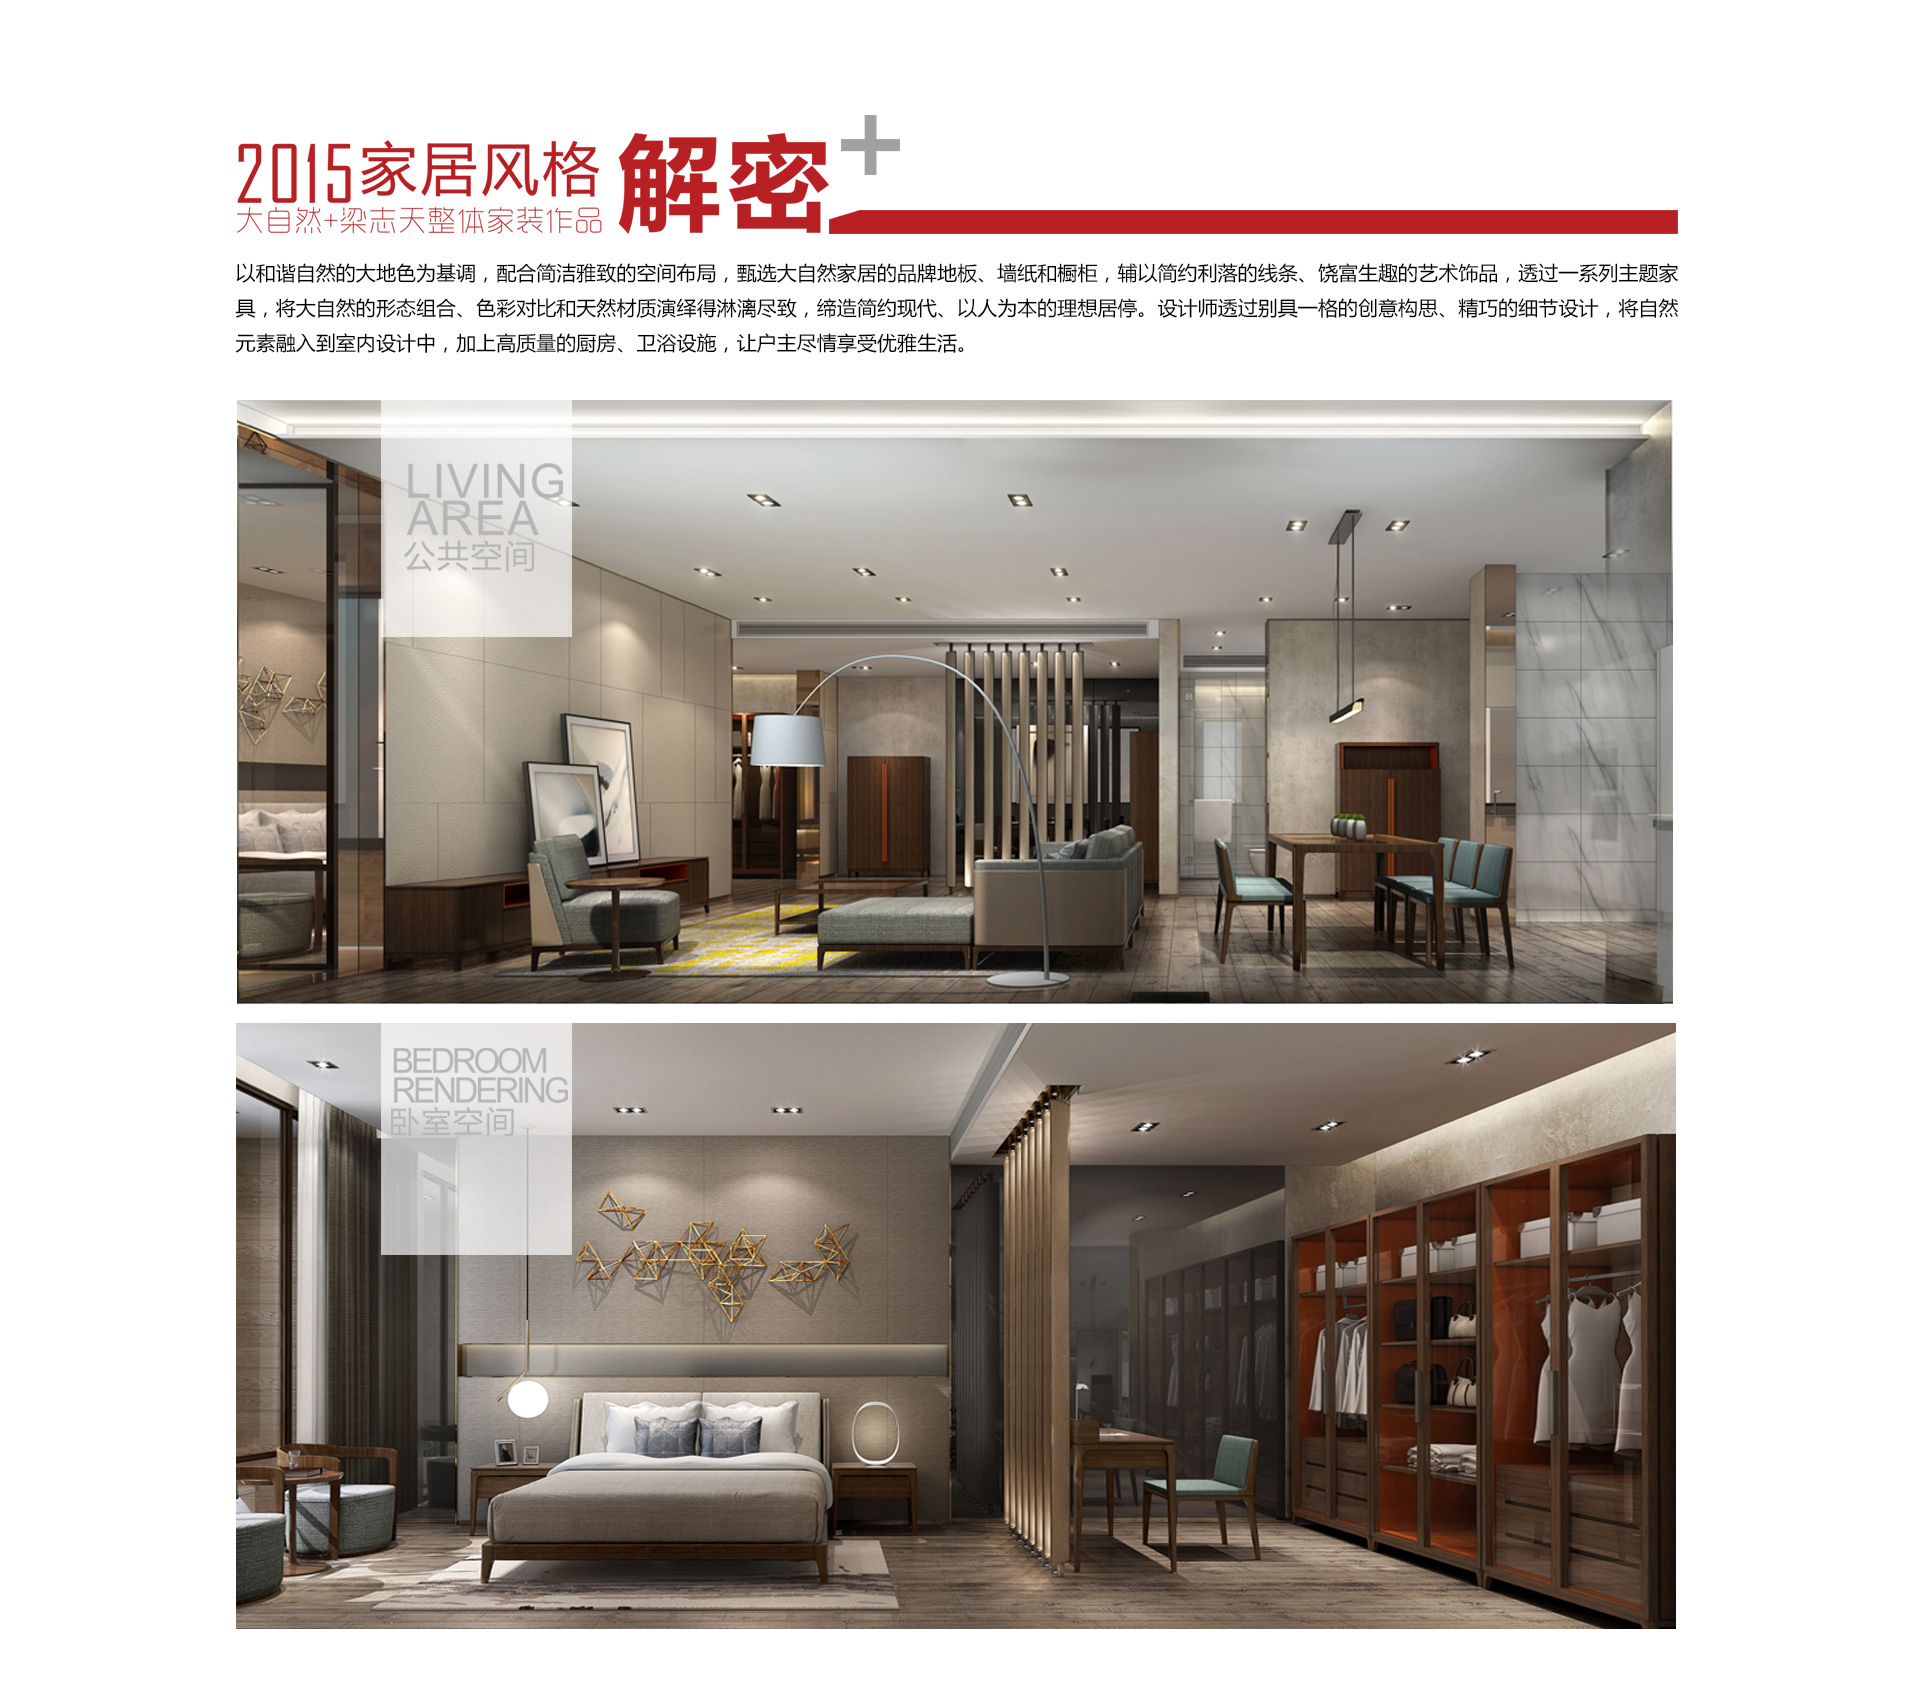 2015家居风格 解密+
大自然+梁志天整体家装作品
以和谐自然的大地色为基调，配合简洁雅致的空间布局，甄选大自然家居的品牌地板、墙纸和橱柜，辅以简约利落的线条、饶富生趣的艺术饰品，透过一系列主题家
具，将大自然的形态组合、色彩对比和天然材质演绎得淋漓尽致，缔造简约现代、以人为本的理想居停。设计师透过别具一格的创意构思、精巧的细节设计，将自然
元素融入到室内设计中，加上高质量的厨房、卫浴设施，让户主尽情享受优雅生活。
LIVING
AREA
公共空间
BEDROOM
RENDERING
卧室空间